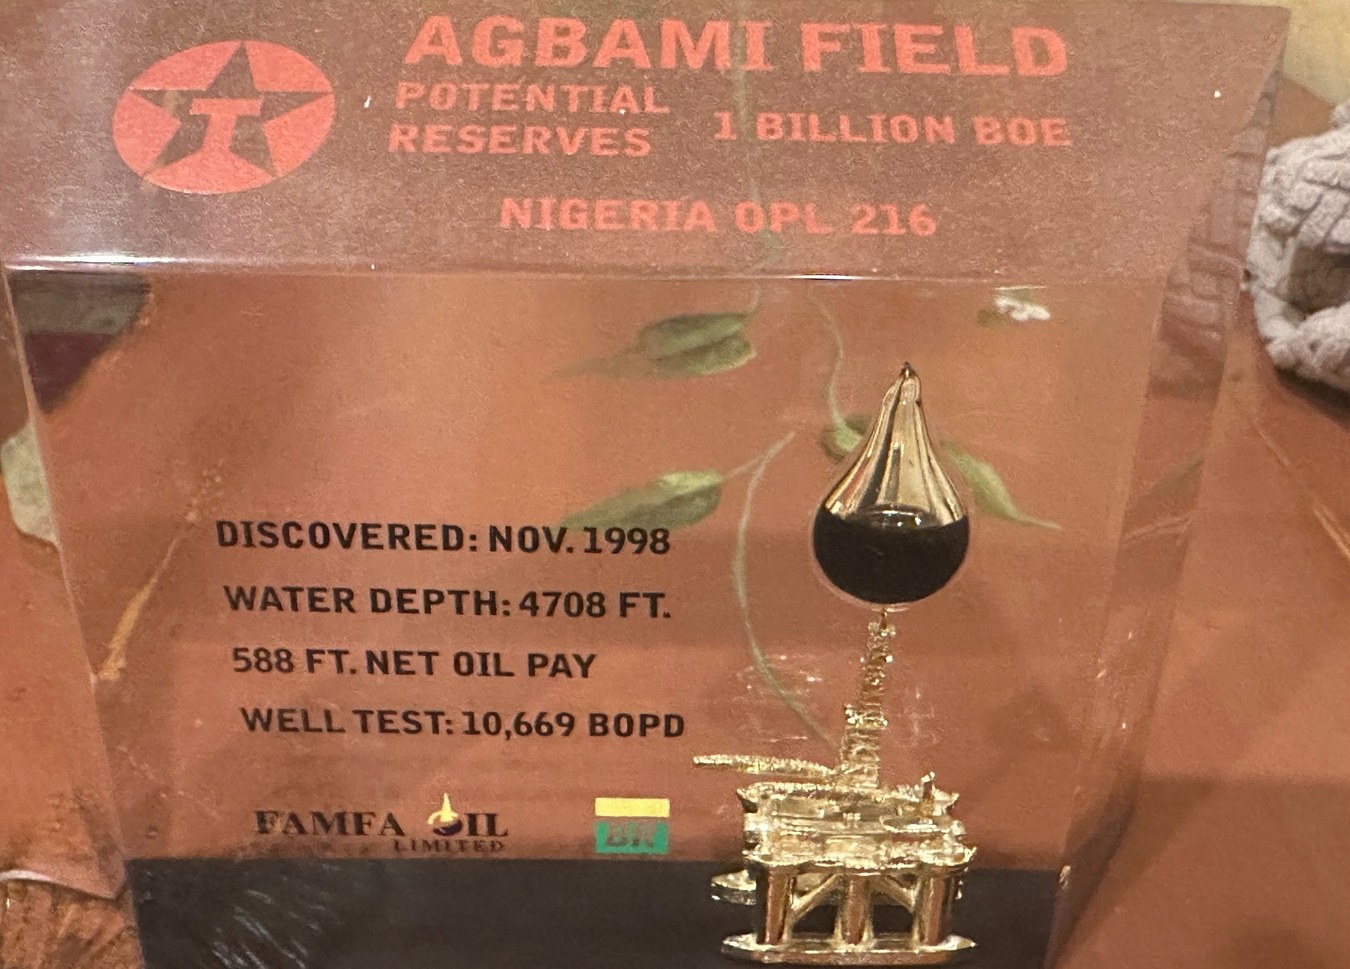 T
AGBAMI FIELD
POTENTIAL
RESERVES 1 BILLION BOE
NIGERIA OPL 216
DISCOVERED: NOV. 1998
WATER DEPTH: 4708 FT.
588 FT. NET OIL PAY
WELL TEST: 10,669 BOPD
FAMFA OIL
LIMITED
BR